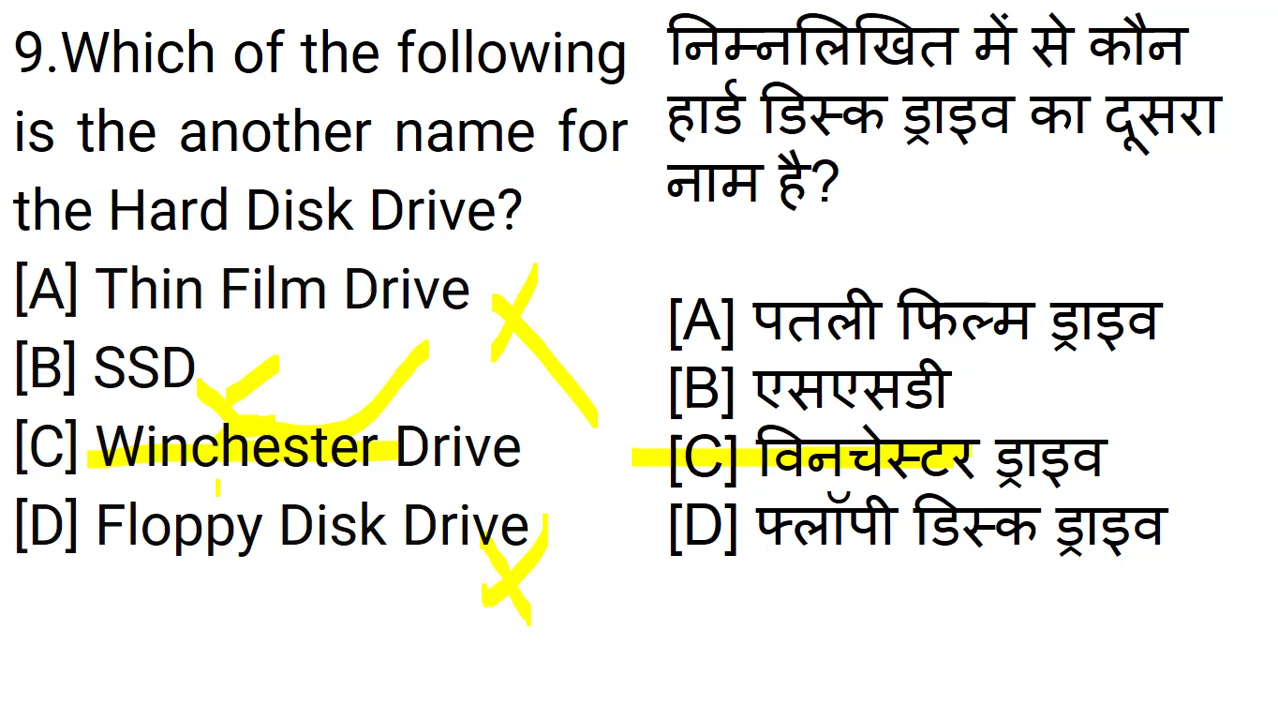 9.Which of the following
is the another name for
the Hard Disk Drive?
[A] Thin Film Drive
[B] SSD
[C] Winchester Drive
[D] Floppy Disk Drive
निम्नलिखित में से कौन
हार्ड डिस्क ड्राइव का दूसरा
नाम है?
[A] पतली फिल्म ड्राइव
[B] एसएसडी
[C] विनचेस्टर ड्राइव
[D] फ्लॉपी डिस्क ड्राइव